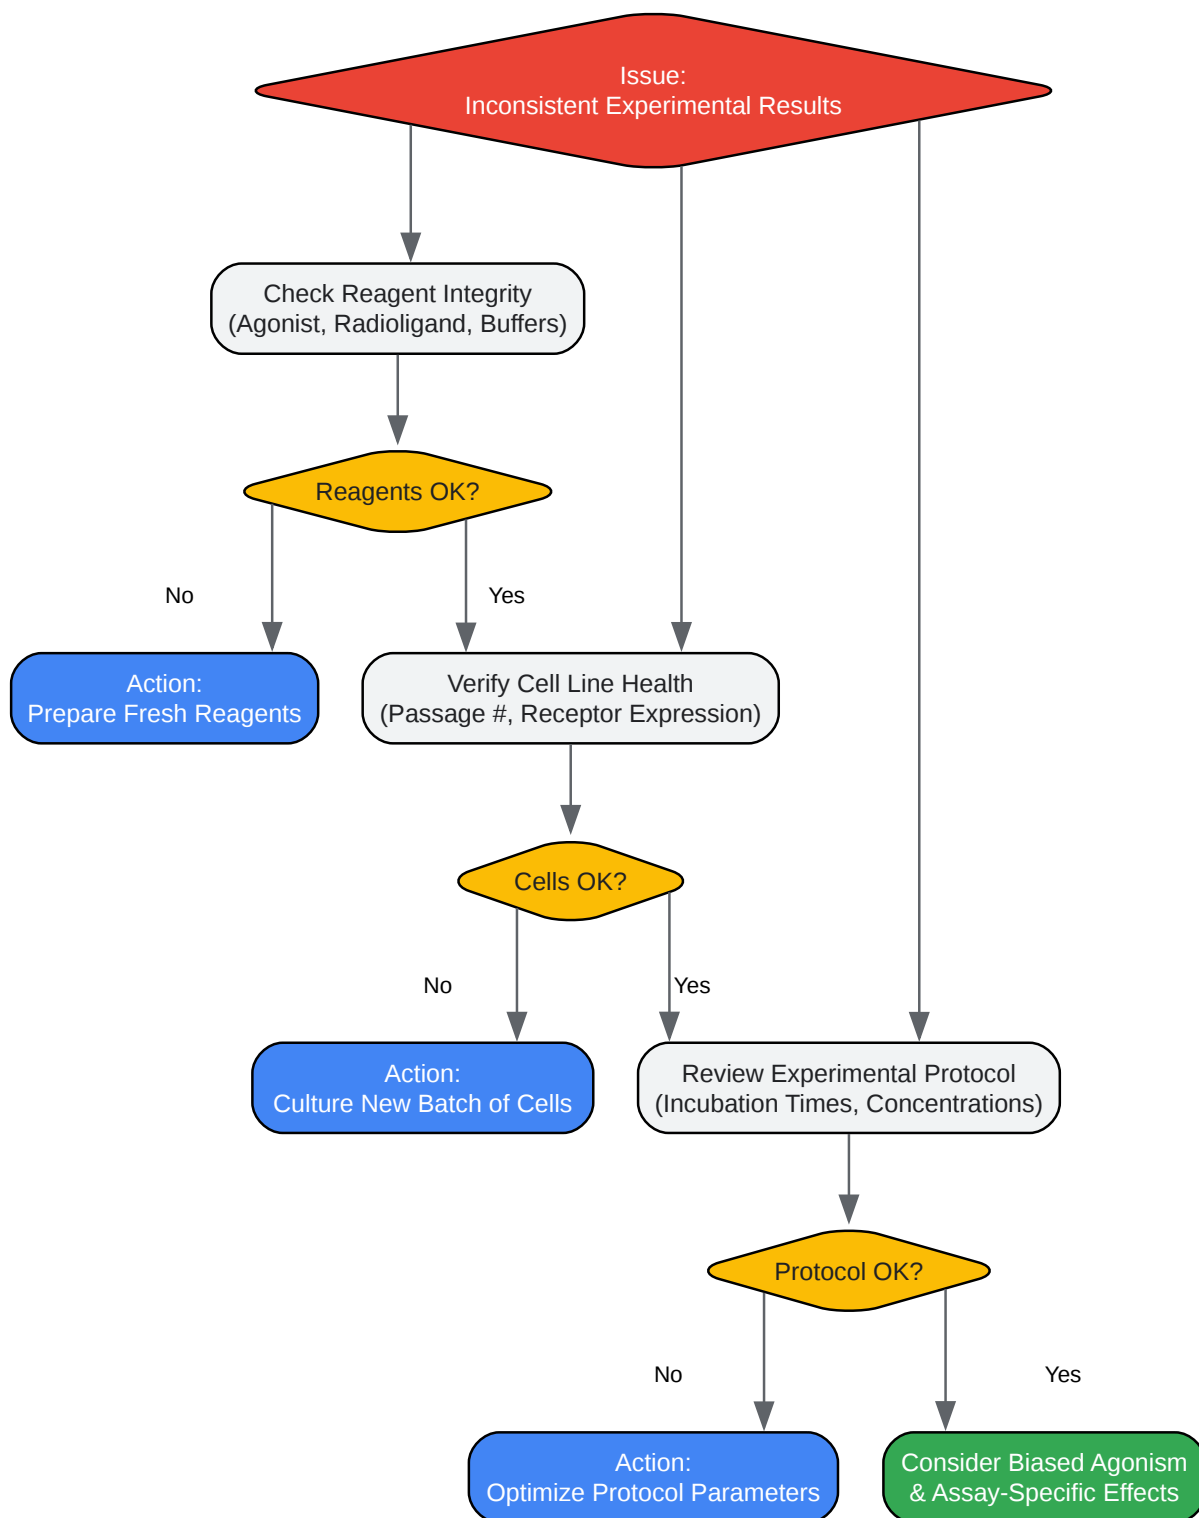 Issue:
Inconsistent Experimental Results
Check Reagent Integrity
(Agonist, Radioligand, Buffers)
Reagents OK?
No
Yes
Action:
Prepare Fresh Reagents
Verify Cell Line Health
(Passage #, Receptor Expression)
Cells OK?
No
Yes
Action:
Culture New Batch of Cells
Review Experimental Protocol
(Incubation Times, Concentrations)
Protocol OK?
No
Yes
Action:
Optimize Protocol Parameters
Consider Biased Agonism
& Assay-Specific Effects